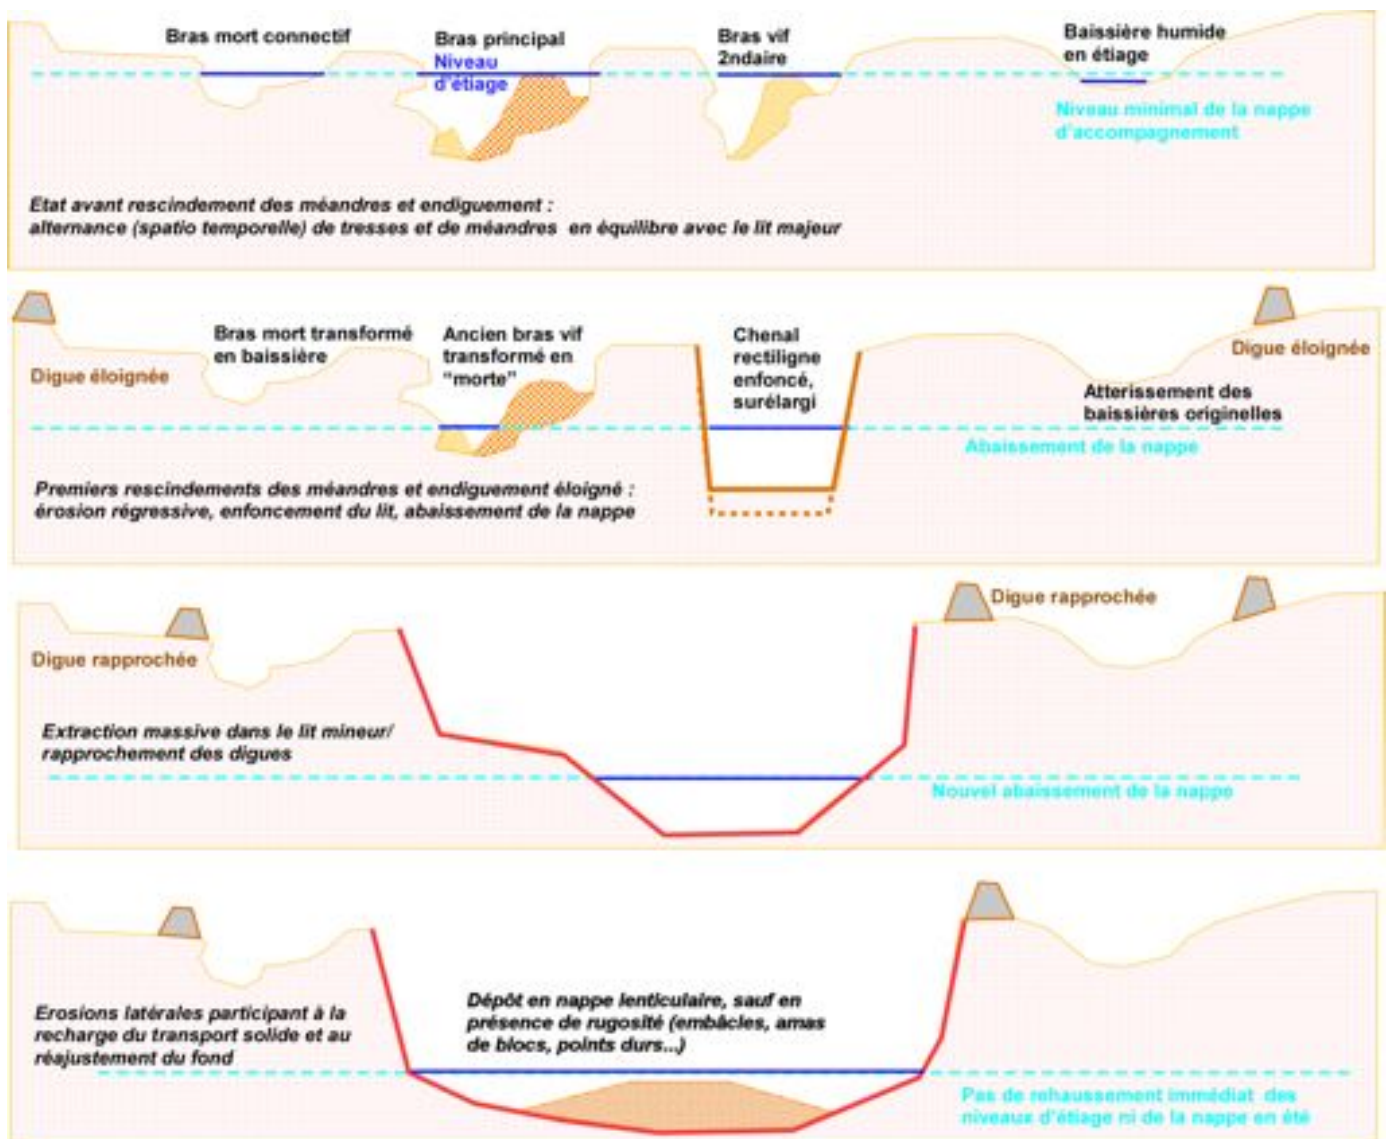 Bras mort connectif
Bras principal
Niveau
d'étiage
Bras vif
2ndaire
Baissière humide
en étiage
Niveau minimal de la nappe
d'accompagnement
Etat avant rescindement des méandres et endiguement :
alternance (spatio temporelle) de tresses et de méandres en équilibre avec le lit majeur
Digue éloignée
Bras mort transformé
en baissière
Ancien bras vif
transformé en
"morte"
Chenal
rectiligne
enfoncé,
surélargi
Digue éloignée
Atterissement des
baissières originelles
Abaissement de la nappe
Premiers rescindements des méandres et endiguement éloigné :
érosion régressive, enfoncement du lit, abaissement de la nappe
Digue rapprochée
Digue rapprochée
Extraction massive dans le lit mineur/
rapprochement des digues
Nouvel abaissement de la nappe
Erosions latérales participant à la
recharge du transport solide et au
réajustement du fond
Dépôt en nappe lenticulaire, sauf en
présence de rugosité (embâcles, amas
de blocs, points durs...)
Pas de rehaussement immédiat des
niveaux d'étiage ni de la nappe en été